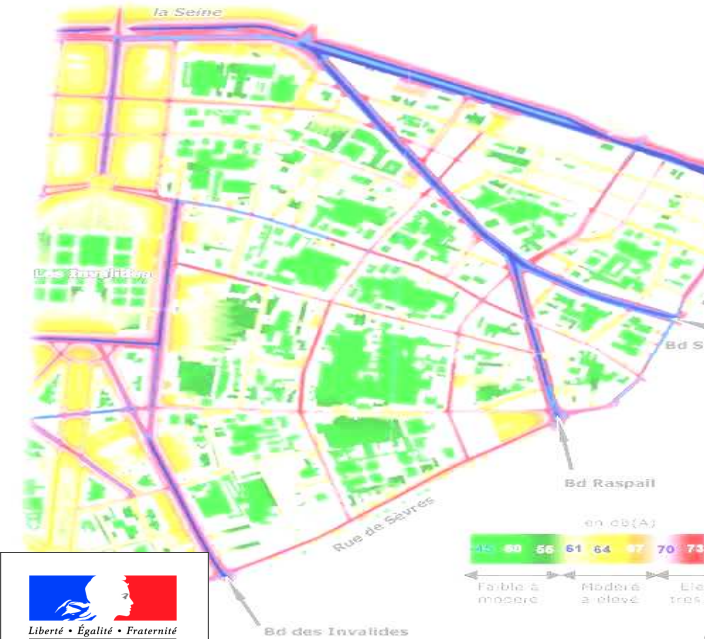 la Seine
Les Invalides
Bd S
Bd Raspail
Rue de Sèvres
en dB(A)
45 50 56 61 64 67 70 73
Faible à modéré
Modéré à élevé
Bd des Invalides
Liberté • Égalité • Fraternité